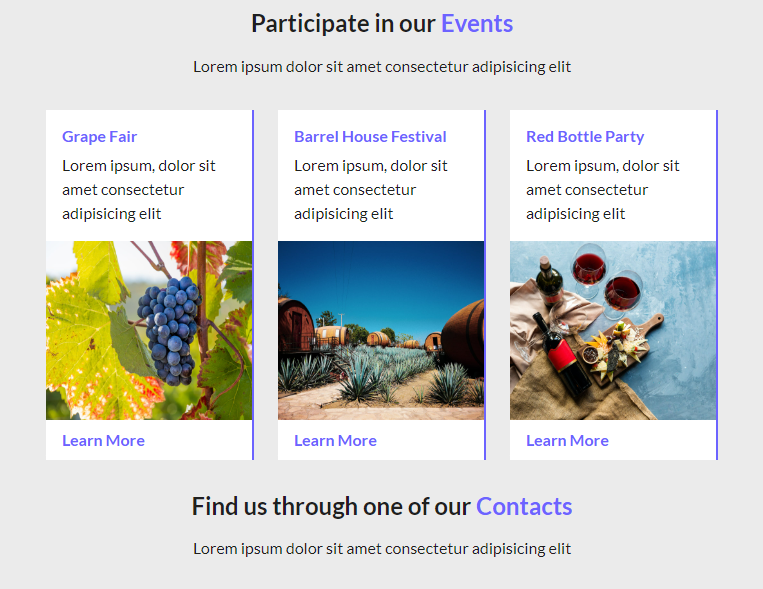 Participate in our Events
Lorem ipsum dolor sit amet consectetur adipisicing elit
Grape Fair
Lorem ipsum, dolor sit
amet consectetur
adipisicing elit
Learn More
Barrel House Festival
Lorem ipsum, dolor sit
amet consectetur
adipisicing elit
Learn More
Red Bottle Party
Lorem ipsum, dolor sit
amet consectetur
adipisicing elit
Learn More
Find us through one of our Contacts
Lorem ipsum dolor sit amet consectetur adipisicing elit